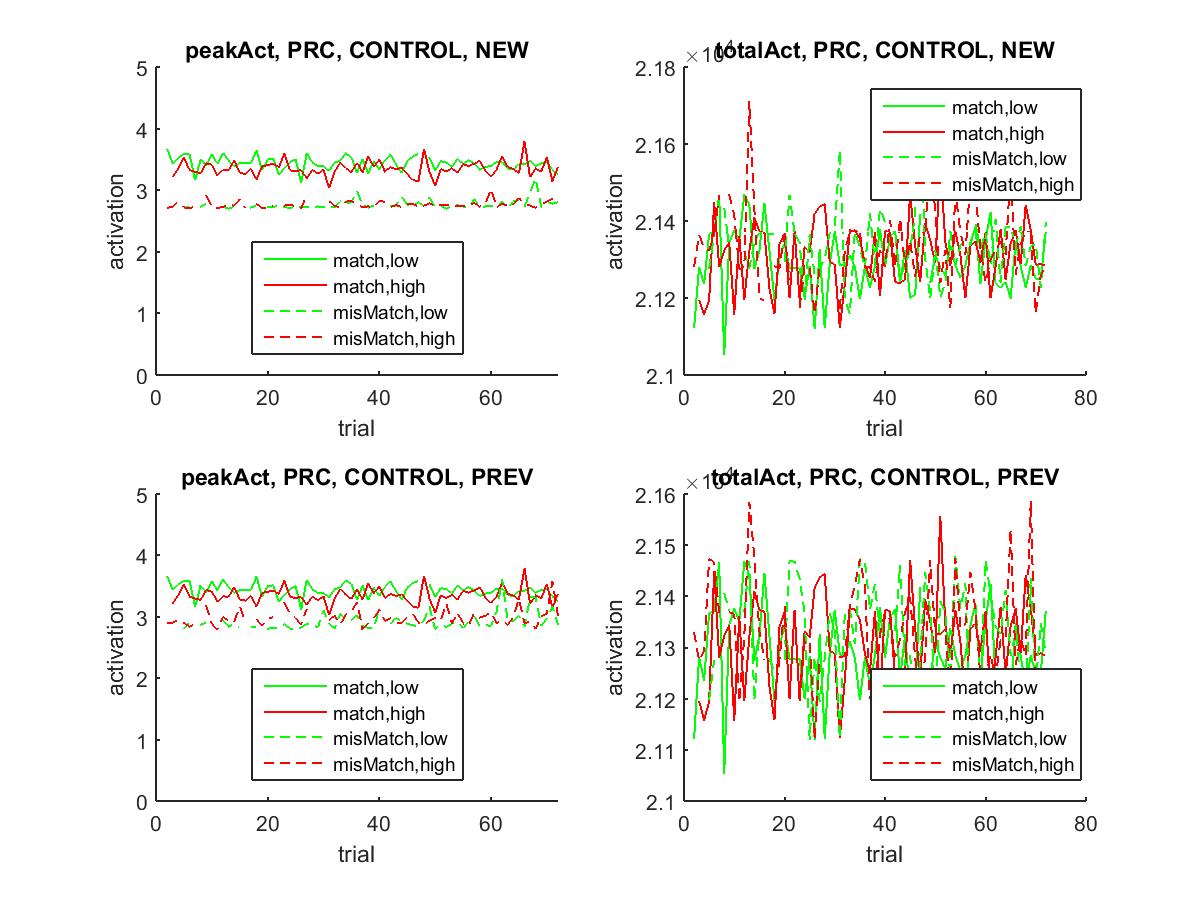 peakAct, PRC, CONTROL, NEW
activation
5
4
3
2
1
0
match,low
match,high
misMatch,low
misMatch,high
0 20 40 60
trial
totalAct, PRC, CONTROL, NEW
×10^4
activation
2.18
2.16
2.14
2.12
2.1
match,low
match,high
misMatch,low
misMatch,high
0 20 40 60 80
trial
peakAct, PRC, CONTROL, PREV
activation
5
4
3
2
1
0
match,low
match,high
misMatch,low
misMatch,high
0 20 40 60
trial
totalAct, PRC, CONTROL, PREV
×10^4
activation
2.16
2.15
2.14
2.13
2.12
2.11
2.1
match,low
match,high
misMatch,low
misMatch,high
0 20 40 60 80
trial